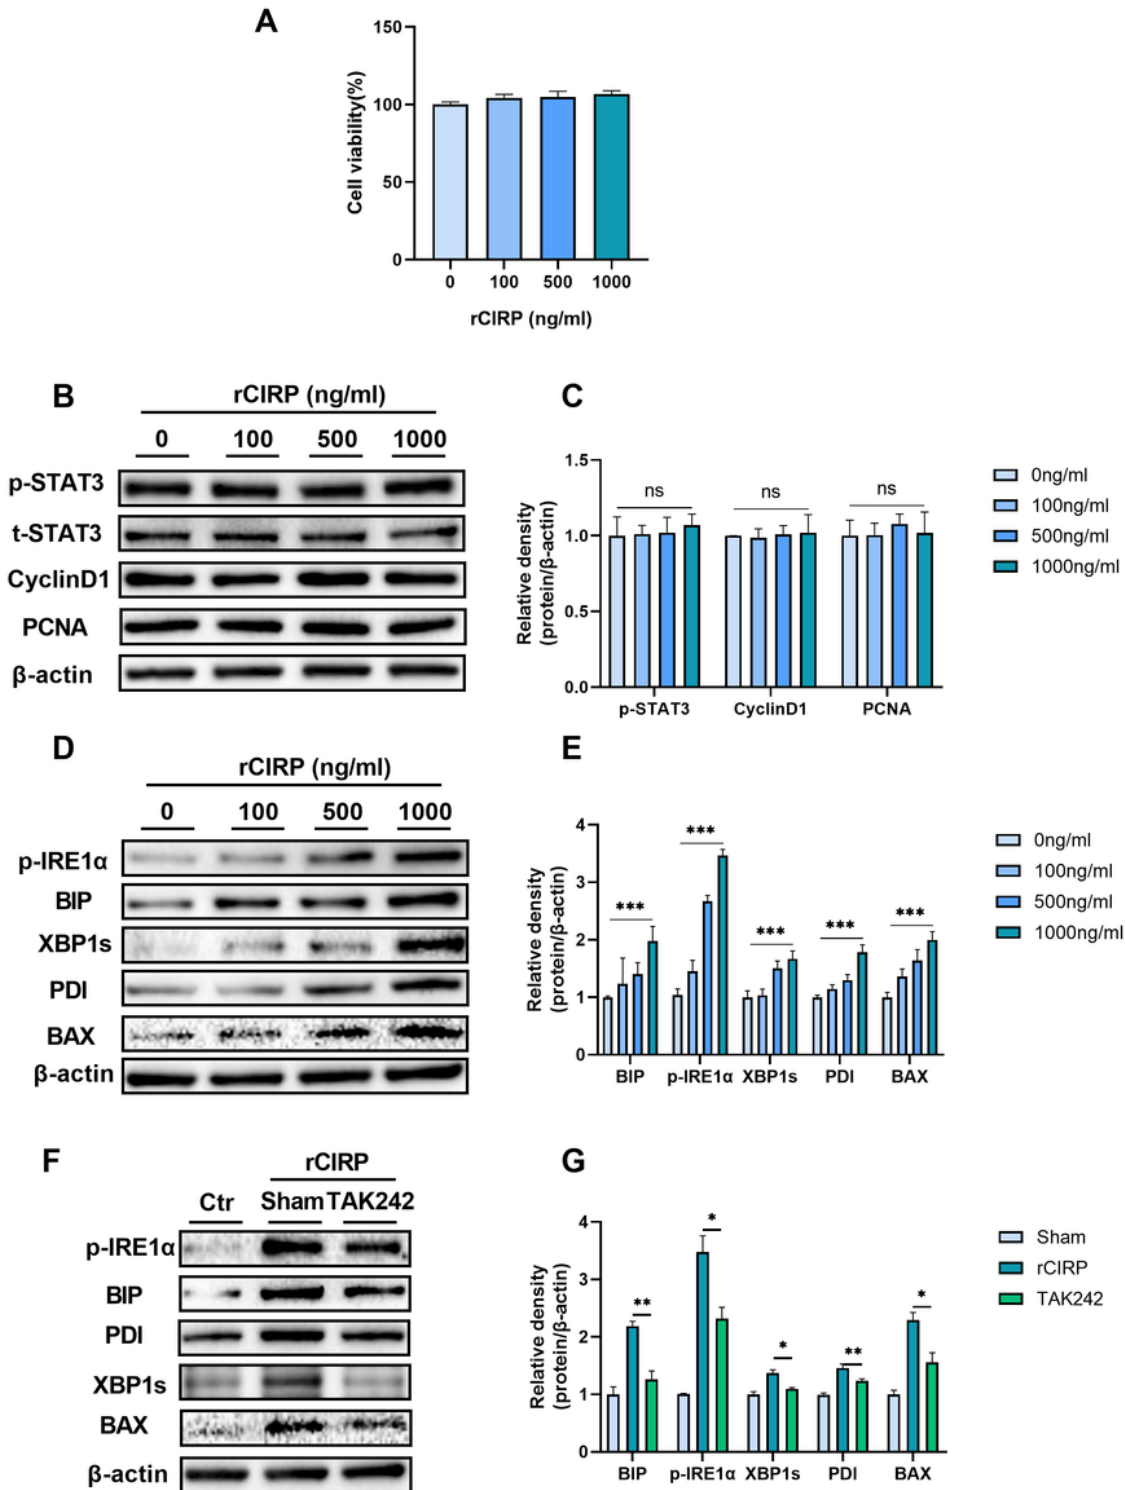 A
150
100
50
0
Cell viability(%)
0 100 500 1000
rCIRP (ng/ml)
B
rCIRP (ng/ml)
0 100 500 1000
p-STAT3
t-STAT3
CyclinD1
PCNA
β-actin
C
1.5
1.0
0.5
0.0
Relative density
(protein/β-actin)
ns ns ns
p-STAT3 CyclinD1 PCNA
0ng/ml
100ng/ml
500ng/ml
1000ng/ml
D
rCIRP (ng/ml)
0 100 500 1000
p-IRE1α
BIP
XBP1s
PDI
BAX
β-actin
E
4
3
2
1
0
Relative density
(protein/β-actin)
*** *** *** *** ***
BIP p-IRE1α XBP1s PDI BAX
0ng/ml
100ng/ml
500ng/ml
1000ng/ml
F
rCIRP
Ctr Sham TAK242
p-IRE1α
BIP
PDI
XBP1s
BAX
β-actin
G
4
3
2
1
0
Relative density
(protein/β-actin)
** * * ** *
BIP p-IRE1α XBP1s PDI BAX
Sham
rCIRP
TAK242